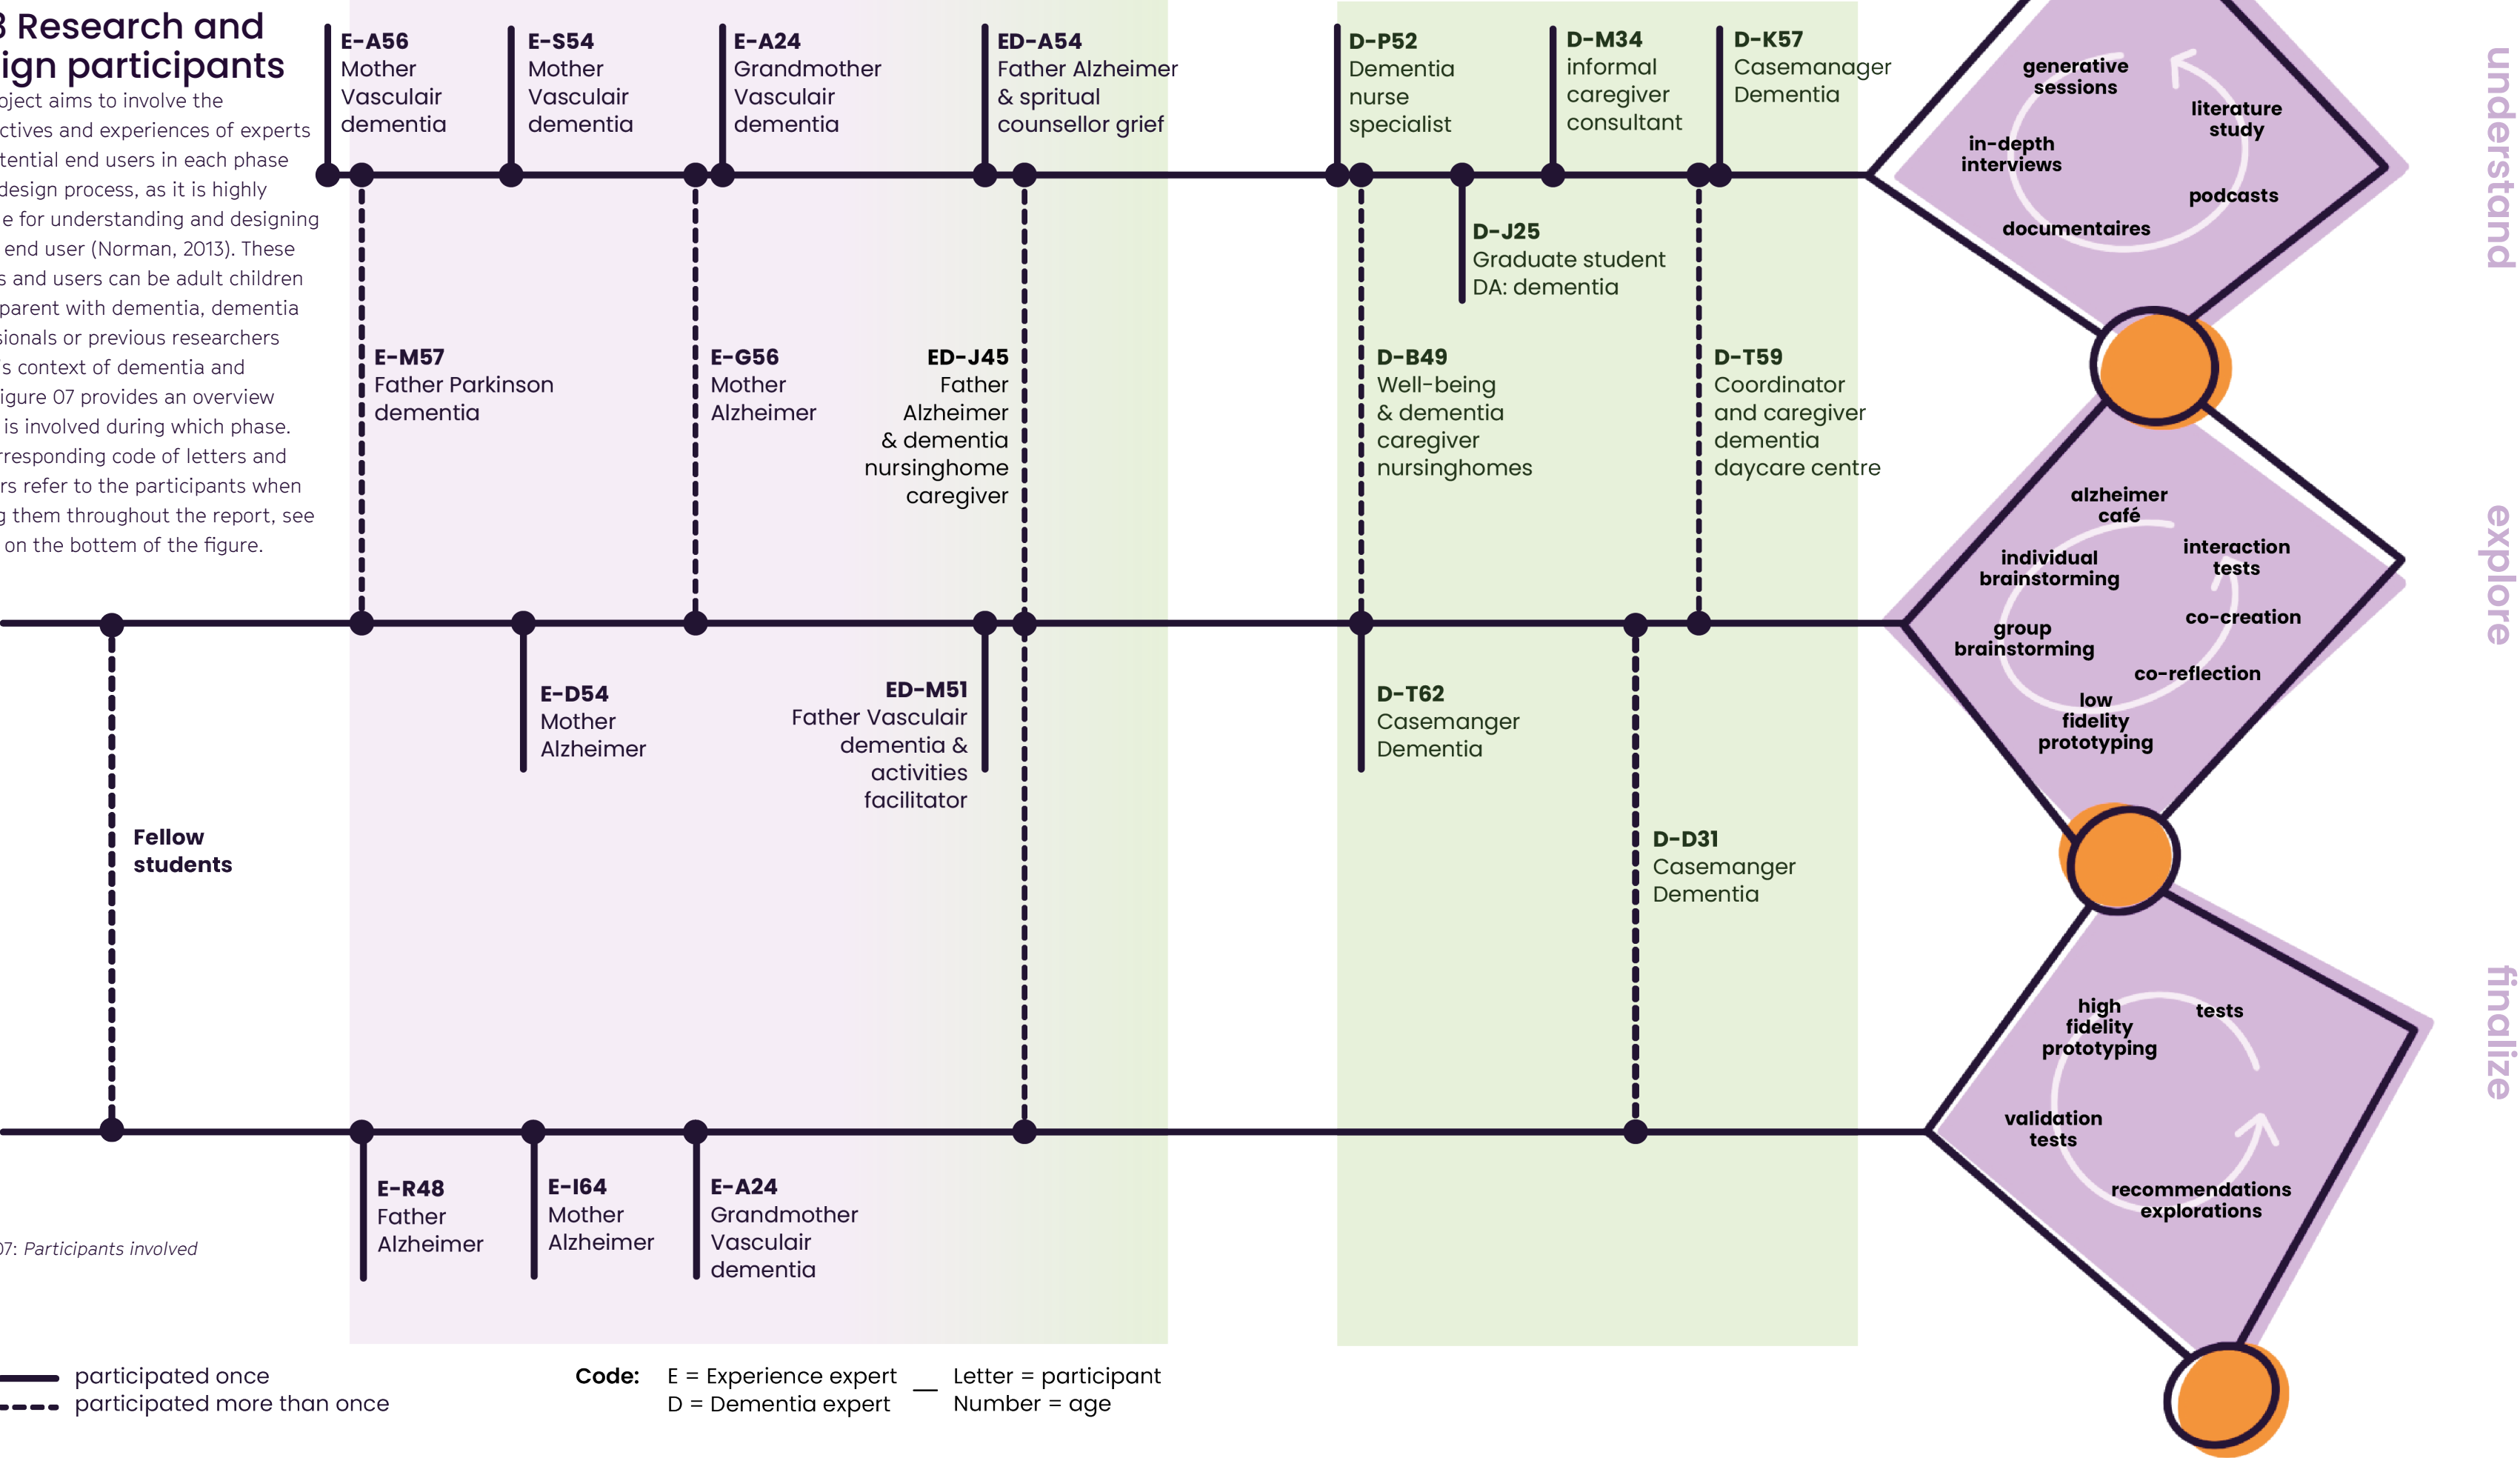 3 Research and
ign participants
oject aims to involve the
ctives and experiences of experts
tential end users in each phase
design process, as it is highly
e for understanding and designing
end user (Norman, 2013). These
s and users can be adult children
parent with dementia, dementia
sionals or previous researchers
s context of dementia and
igure 07 provides an overview
is involved during which phase.
rresponding code of letters and
rs refer to the participants when
g them throughout the report, see
on the bottom of the figure.
E-A56
Mother
Vasculair
dementia
E-S54
Mother
Vasculair
dementia
E-A24
Grandmother
Vasculair
dementia
ED-A54
Father Alzheimer
& spritual
counsellor grief
D-P52
Dementia
nurse
specialist
D-M34
informal
caregiver
consultant
D-K57
Casemanager
Dementia
D-J25
Graduate student
DA: dementia
E-M57
Father Parkinson
dementia
E-G56
Mother
Alzheimer
ED-J45
Father
Alzheimer
& dementia
nursinghome
caregiver
D-B49
Well-being
& dementia
caregiver
nursinghomes
D-T59
Coordinator
and caregiver
dementia
daycare centre
generative
sessions
literature
study
in-depth
interviews
podcasts
documentaires
understand
E-D54
Mother
Alzheimer
ED-M51
Father Vasculair
dementia &
activities
facilitator
D-T62
Casemanger
Dementia
Fellow
students
D-D31
Casemanger
Dementia
alzheimer
café
individual
brainstorming
interaction
tests
co-creation
group
brainstorming
co-reflection
low
fidelity
prototyping
explore
E-R48
Father
Alzheimer
E-I64
Mother
Alzheimer
E-A24
Grandmother
Vasculair
dementia
high
fidelity
prototyping
tests
validation
tests
recommendations
explorations
finalize
07: Participants involved
participated once
participated more than once
Code:
E = Experience expert
D = Dementia expert
—
Letter = participant
Number = age